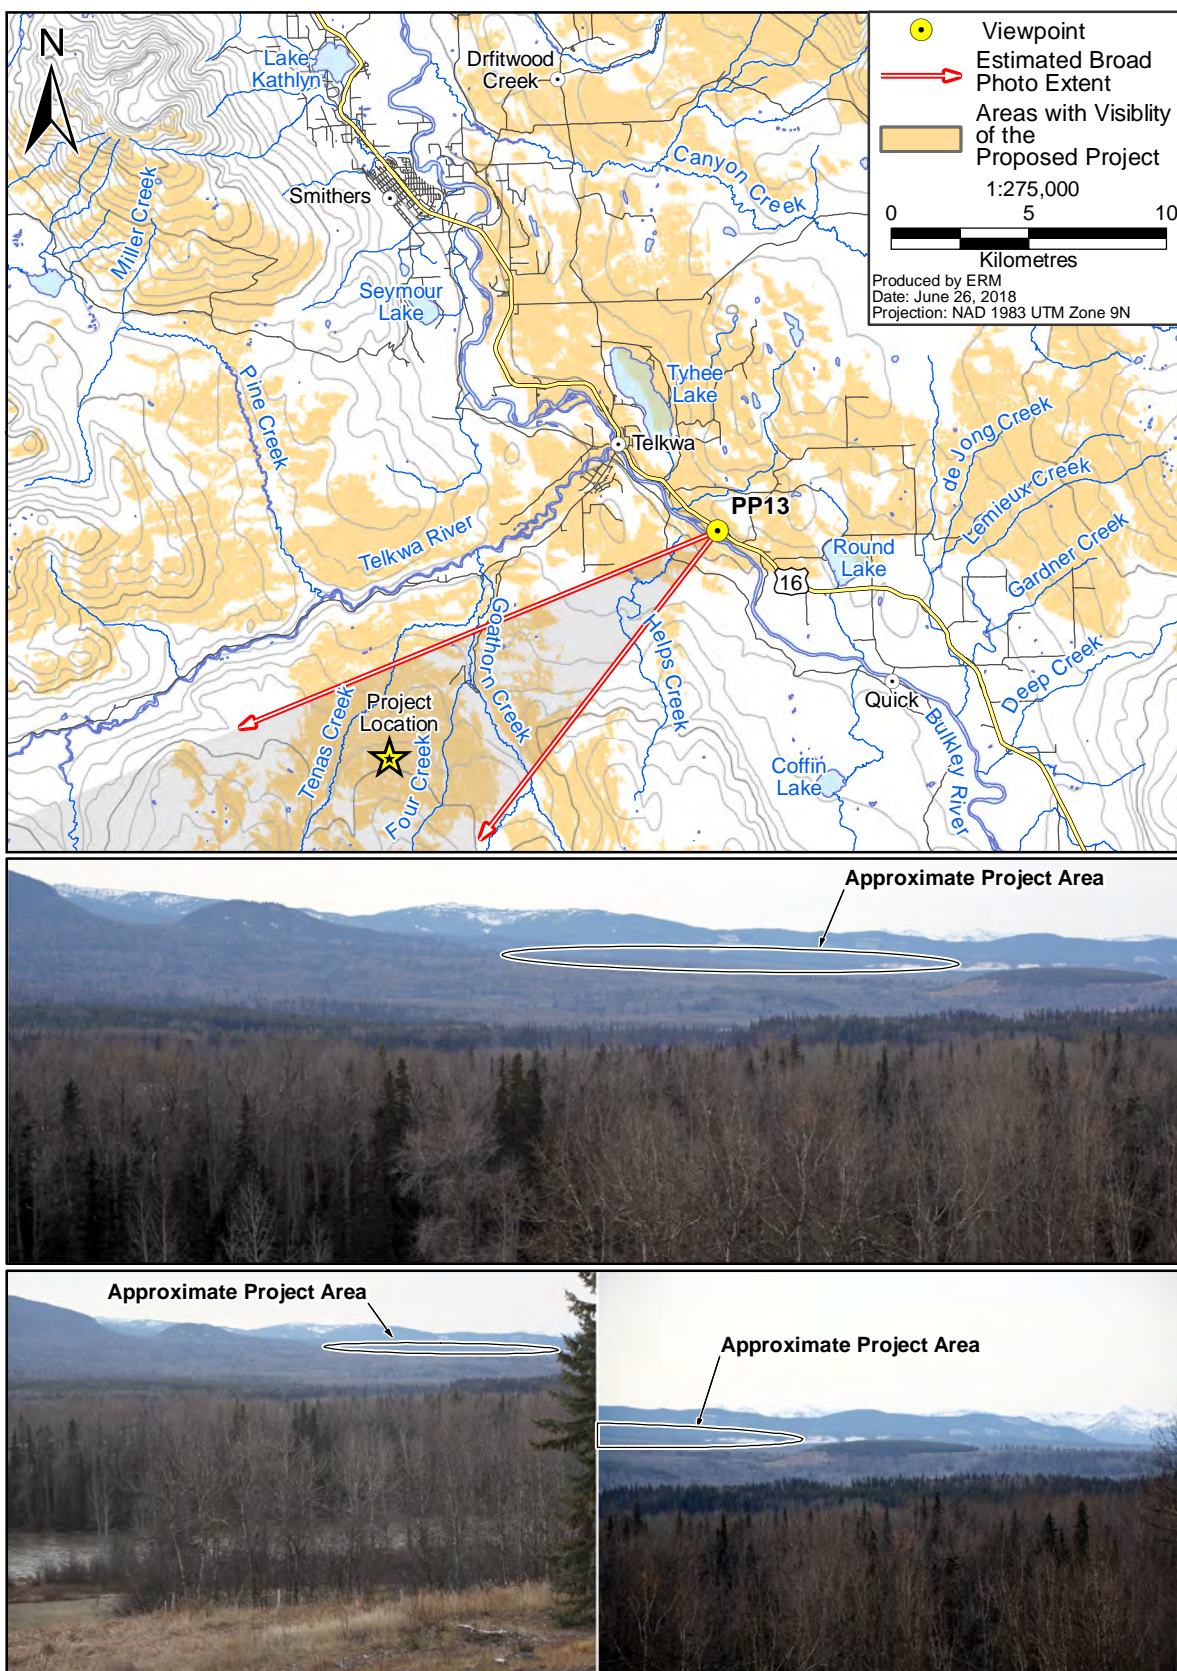 N
Lake
Kathlyn
Drfitwood
Creek
Canyon Creek
Smithers
Miller Creek
Seymour
Lake
Pine Creek
Tyhee
Lake
Telkwa
Telkwa River
PP13
de Jong Creek
Lemieux Creek
Gardner Creek
Round
Lake
16
Goathorn Creek
Helps Creek
Deep Creek
Quick
Bulkley River
Project
Location
Tenas Creek
Four Creek
Coffin
Lake
Viewpoint
Estimated Broad
Photo Extent
Areas with Visiblity
of the
Proposed Project
1:275,000
0 5 10
Kilometres
Produced by ERM
Date: June 26, 2018
Projection: NAD 1983 UTM Zone 9N
Approximate Project Area
Approximate Project Area
Approximate Project Area